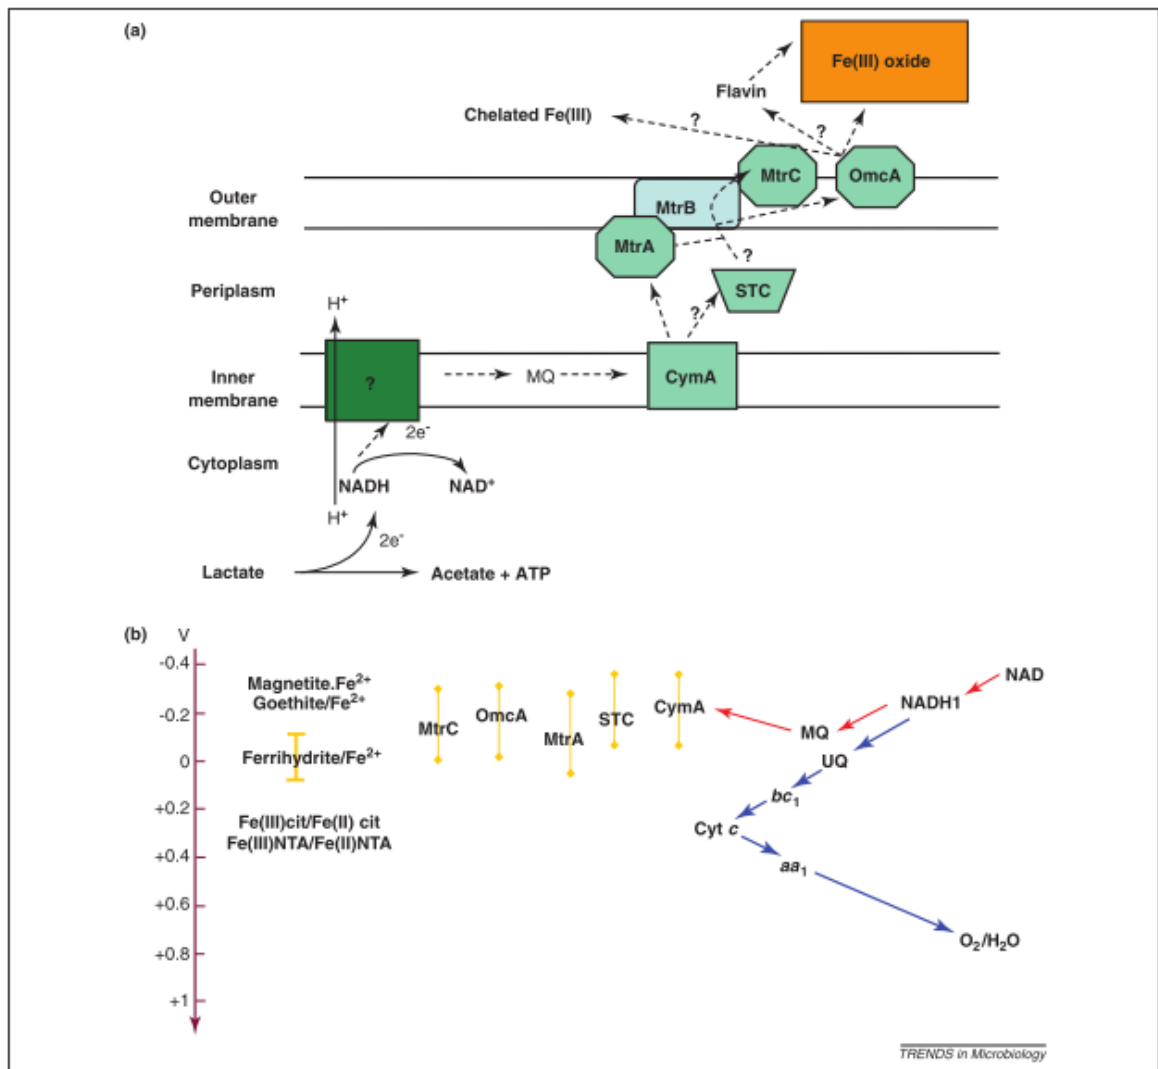 (a)
Fe(III) oxide
Flavin
Chelated Fe(III)
?
?
MtrC
OmcA
Outer
membrane
MtrB
MtrA
?
Periplasm
STC
H⁺
?
Inner
membrane
?
MQ
CymA
2e⁻
Cytoplasm
NADH
NAD⁺
H⁺
2e⁻
Lactate
Acetate + ATP
(b)
V
-0.4
-0.2
0
+0.2
+0.4
+0.6
+0.8
+1
Magnetite.Fe²⁺
Goethite/Fe²⁺
Ferrihydrite/Fe²⁺
Fe(III)cit/Fe(II) cit
Fe(III)NTA/Fe(II)NTA
MtrC
OmcA
MtrA
STC
CymA
NAD
NADH1
MQ
UQ
bc₁
Cyt c
aa₁
O₂/H₂O
TRENDS in Microbiology